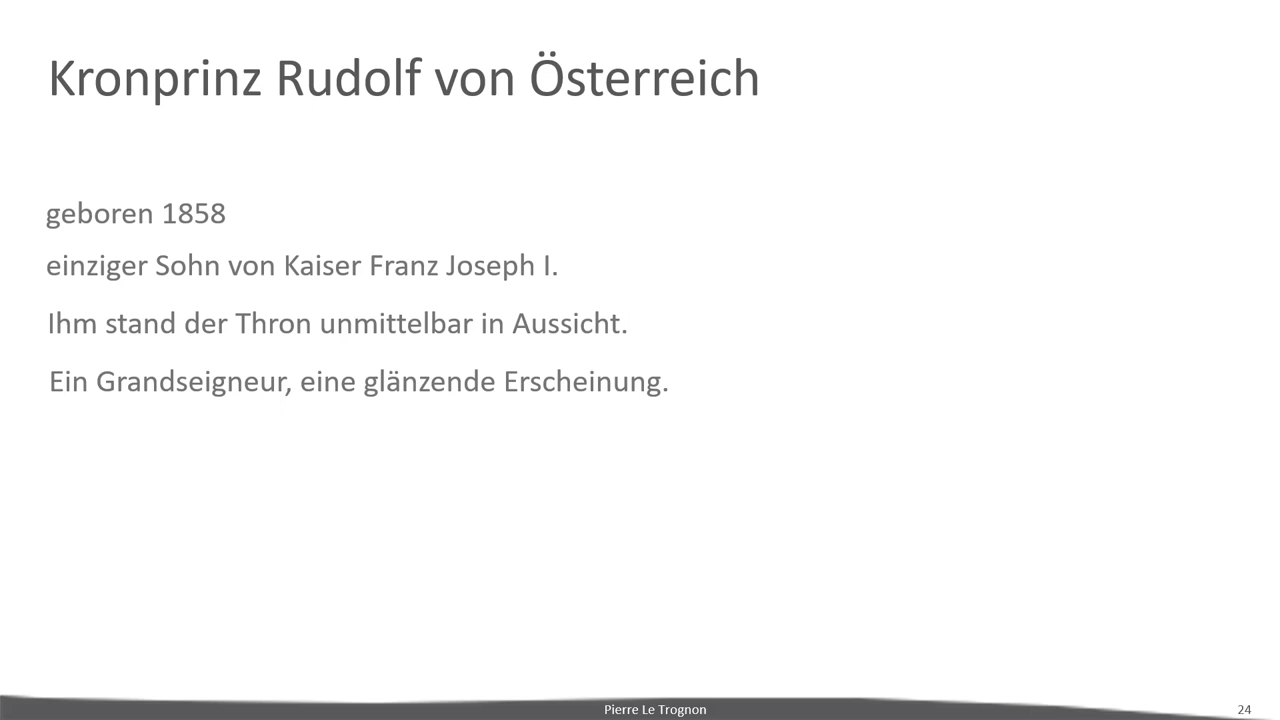 Kronprinz Rudolf von Österreich
geboren 1858
einziger Sohn von Kaiser Franz Joseph I.
Ihm stand der Thron unmittelbar in Aussicht.
Ein Grandseigneur, eine glänzende Erscheinung.
Pierre Le Trognon
24